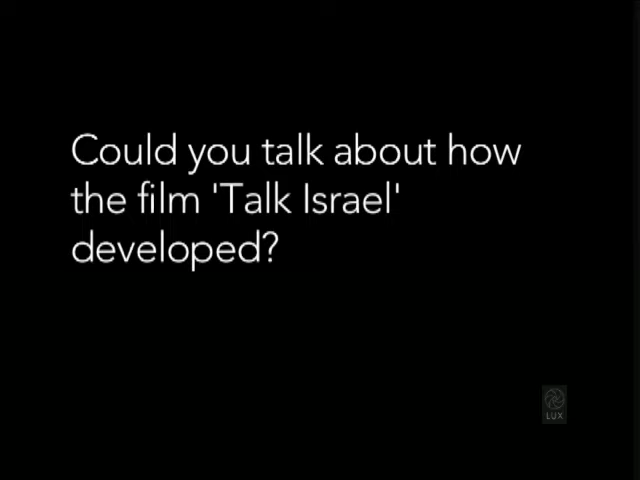 Could you talk about how
the film 'Talk Israel'
developed?
LUX